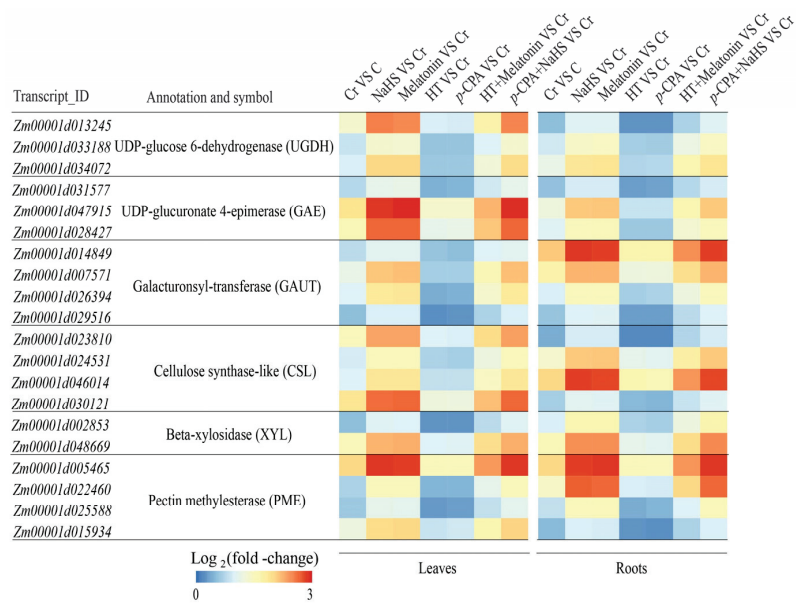 Cr VS C
NaHS VS Cr
Melatonin VS Cr
HT VS Cr
p-CPA VS Cr
HT+Melatonin VS Cr
p-CPA+NaHS VS Cr
Cr VS C
NaHS VS Cr
Melatonin VS Cr
HT VS Cr
p-CPA VS Cr
HT+Melatonin VS Cr
p-CPA+NaHS VS Cr
Transcript_ID Annotation and symbol
Zm00001d013245
Zm00001d033188 UDP-glucose 6-dehydrogenase (UGDH)
Zm00001d034072
Zm00001d031577
Zm00001d047915 UDP-glucuronate 4-epimerase (GAE)
Zm00001d028427
Zm00001d014849
Zm00001d007571
Galacturonsyl-transferase (GAUT)
Zm00001d026394
Zm00001d029516
Zm00001d023810
Zm00001d024531
Cellulose synthase-like (CSL)
Zm00001d046014
Zm00001d030121
Zm00001d002853
Beta-xylosidase (XYL)
Zm00001d048669
Zm00001d005465
Zm00001d022460
Pectin methylesterase (PME)
Zm00001d025588
Zm00001d015934
Log 2 (fold -change)
0 3
Leaves
Roots